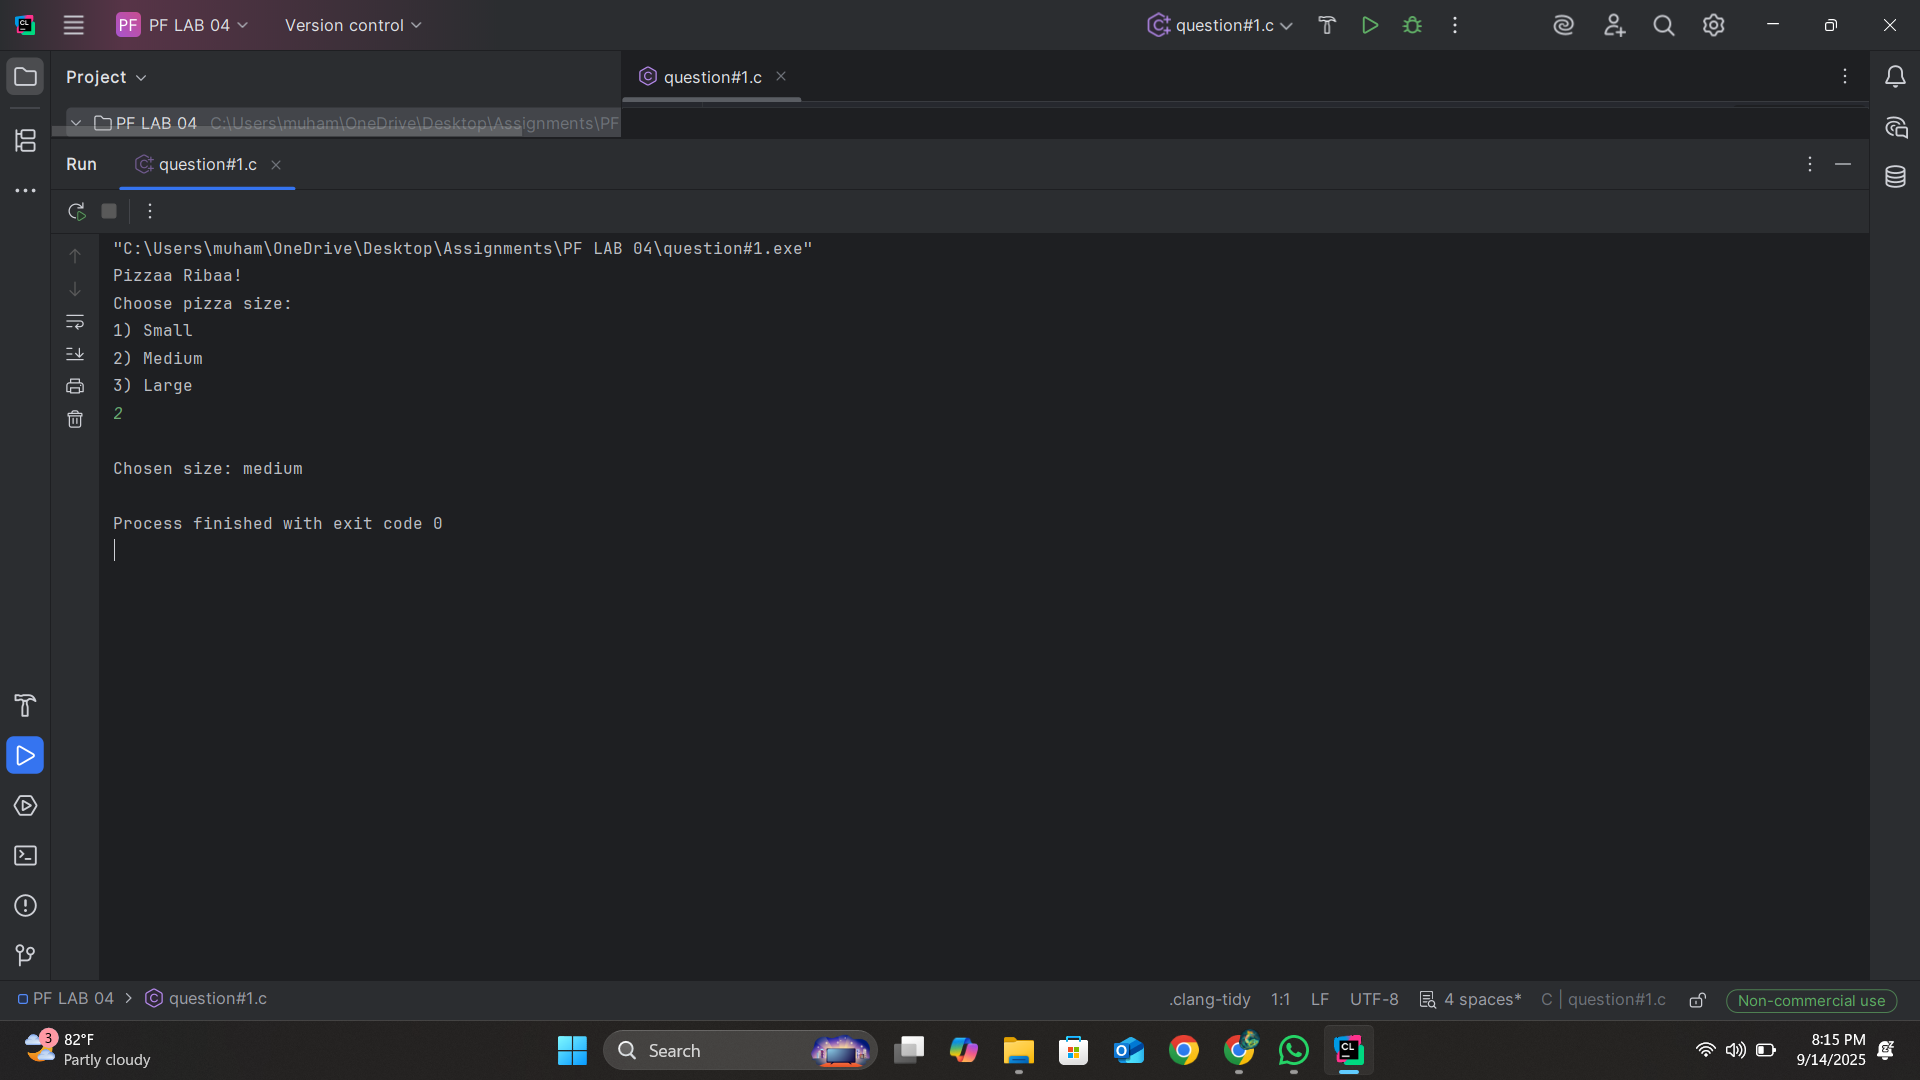 PF PF LAB 04 Version control question#1.c
Project question#1.c
PF LAB 04 C:\Users\muham\OneDrive\Desktop\Assignments\PF
Run question#1.c
"C:\Users\muham\OneDrive\Desktop\Assignments\PF LAB 04\question#1.exe"
Pizzaa Ribaa!
Choose pizza size:
1) Small
2) Medium
3) Large
2
Chosen size: medium
Process finished with exit code 0
PF LAB 04 > question#1.c .clang-tidy 1:1 LF UTF-8 4 spaces* C question#1.c Non-commercial use
3 82°F
Partly cloudy
Search
CL
8:15 PM
9/14/2025